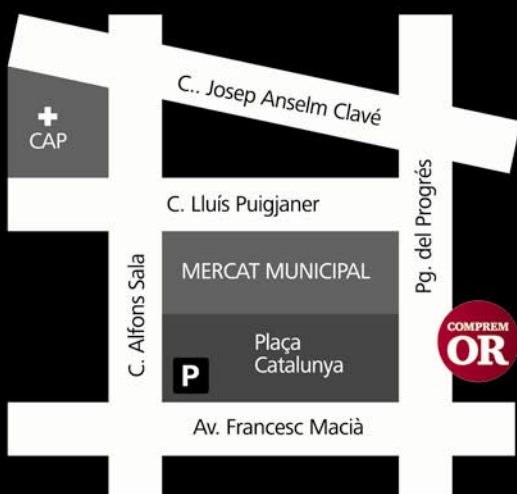 C.. Josep Anselm Clavé
CAP
C. Lluís Puigjaner
C. Alfons Sala
MERCAT MUNICIPAL
Pg. del Progrés
Plaça
Catalunya
P
COMPREM
OR
Av. Francesc Macià